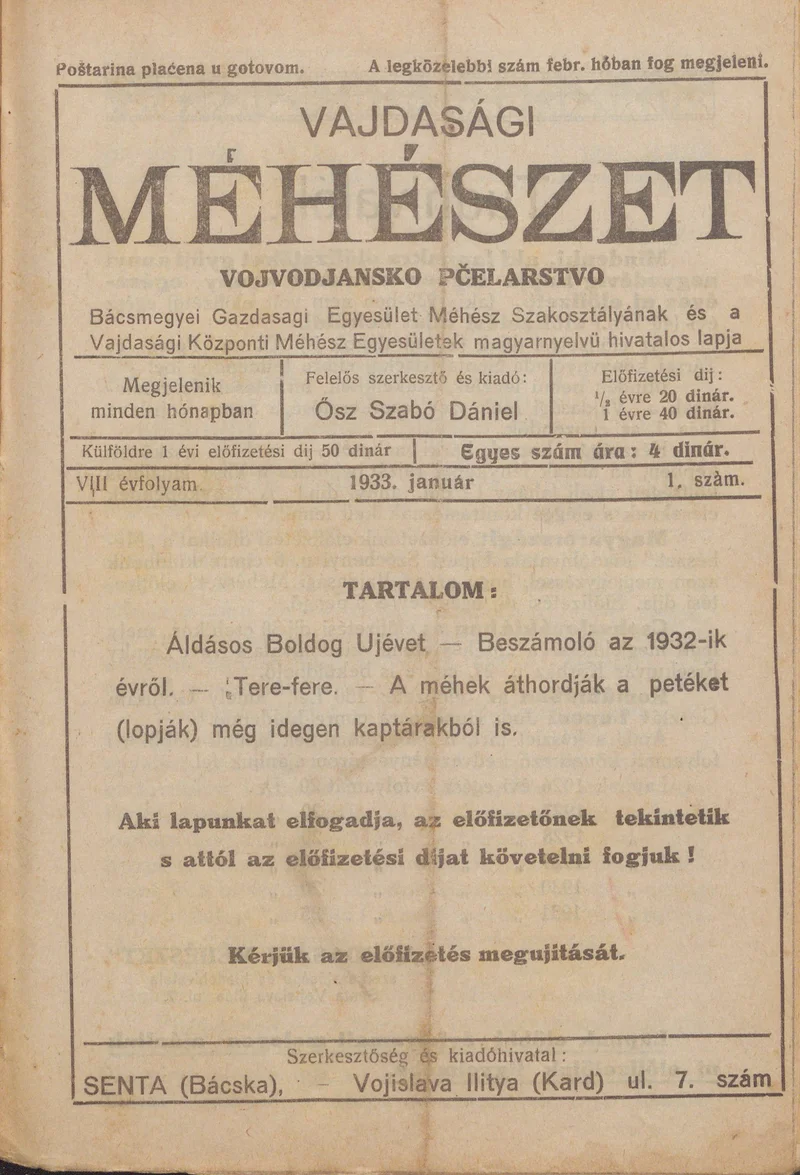 Poštarina plaćena u gotovom. A legközelebbi szám febr. hóban fog megjeleni.
VAJDASÁGI
MÉHÉSZET
VOJVODJANSKO PČELARSTVO
Bácsmegyei Gazdasagi Egyesület Méhész Szakosztályának és a
Vajdasági Központi Méhész Egyesületek magyarnyelvü hivatalos lapja
Megjelenik
minden hónapban
Felelős szerkesztő és kiadó:
Ősz Szabó Dániel
Előfizetési dij:
1/2 évre 20 dinár.
1 évre 40 dinár.
Külföldre 1 évi előfizetési dij 50 dinár
Egyes szám ára: 4 dinár.
VIII évfolyam. 1933. január 1. szàm.
TARTALOM:
Áldásos Boldog Ujévet — Beszámoló az 1932-ik
évről. — Tere-fere. — A méhek áthordják a petéket
(lopják) még idegen kaptárakból is.
Aki lapunkat elfogadja, az előfizetőnek tekintetik
s attól az előfizetési dijat követelni fogjuk!
Kérjük az előfizetés megujitását.
Szerkesztőség és kiadóhivatal:
SENTA (Bácska), — Vojislava Ilitya (Kard) ul. 7. szám